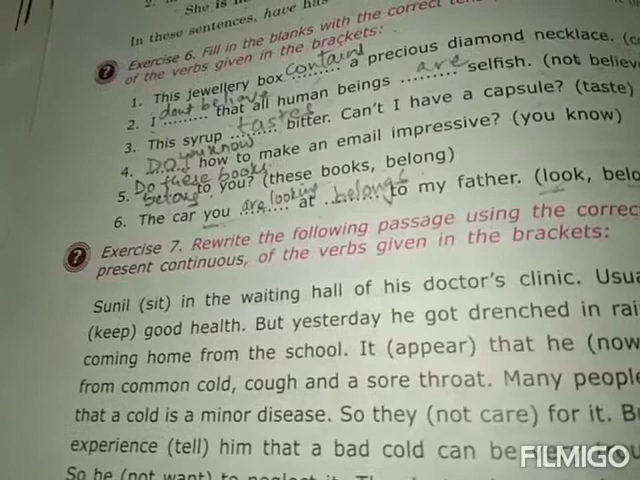 She is
In these sentences, have has
Exercise 6. Fill in the blanks with the correct
of the verbs given in the brackets:
1. This jewellery box contains a precious diamond necklace.
2. I dont believe that all human beings are selfish. (not believe
3. This syrup tastes bitter. Can't I have a capsule? (taste)
4. Do you know how to make an email impressive? (you know)
5. Do these books belong to you? (these books, belong)
6. The car you are looking at belongs to my father. (look, belo
Exercise 7. Rewrite the following passage using the correc
present continuous, of the verbs given in the brackets:
Sunil (sit) in the waiting hall of his doctor's clinic. Usua
(keep) good health. But yesterday he got drenched in rai
coming home from the school. It (appear) that he (now
from common cold, cough and a sore throat. Many people
that a cold is a minor disease. So they (not care) for it. B
experience (tell) him that a bad cold can be
So he (not want) to neglect it.
FILMIGO